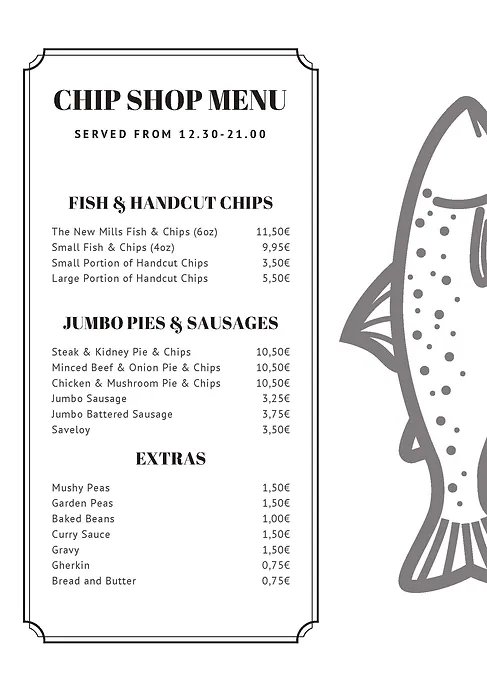 CHIP SHOP MENU
SERVED FROM 12.30-21.00
FISH & HANDCUT CHIPS
The New Mills Fish & Chips (6oz) 11,50€
Small Fish & Chips (4oz) 9,95€
Small Portion of Handcut Chips 3,50€
Large Portion of Handcut Chips 5,50€
JUMBO PIES & SAUSAGES
Steak & Kidney Pie & Chips 10,50€
Minced Beef & Onion Pie & Chips 10,50€
Chicken & Mushroom Pie & Chips 10,50€
Jumbo Sausage 3,25€
Jumbo Battered Sausage 3,75€
Saveloy 3,50€
EXTRAS
Mushy Peas 1,50€
Garden Peas 1,50€
Baked Beans 1,00€
Curry Sauce 1,50€
Gravy 1,50€
Gherkin 0,75€
Bread and Butter 0,75€